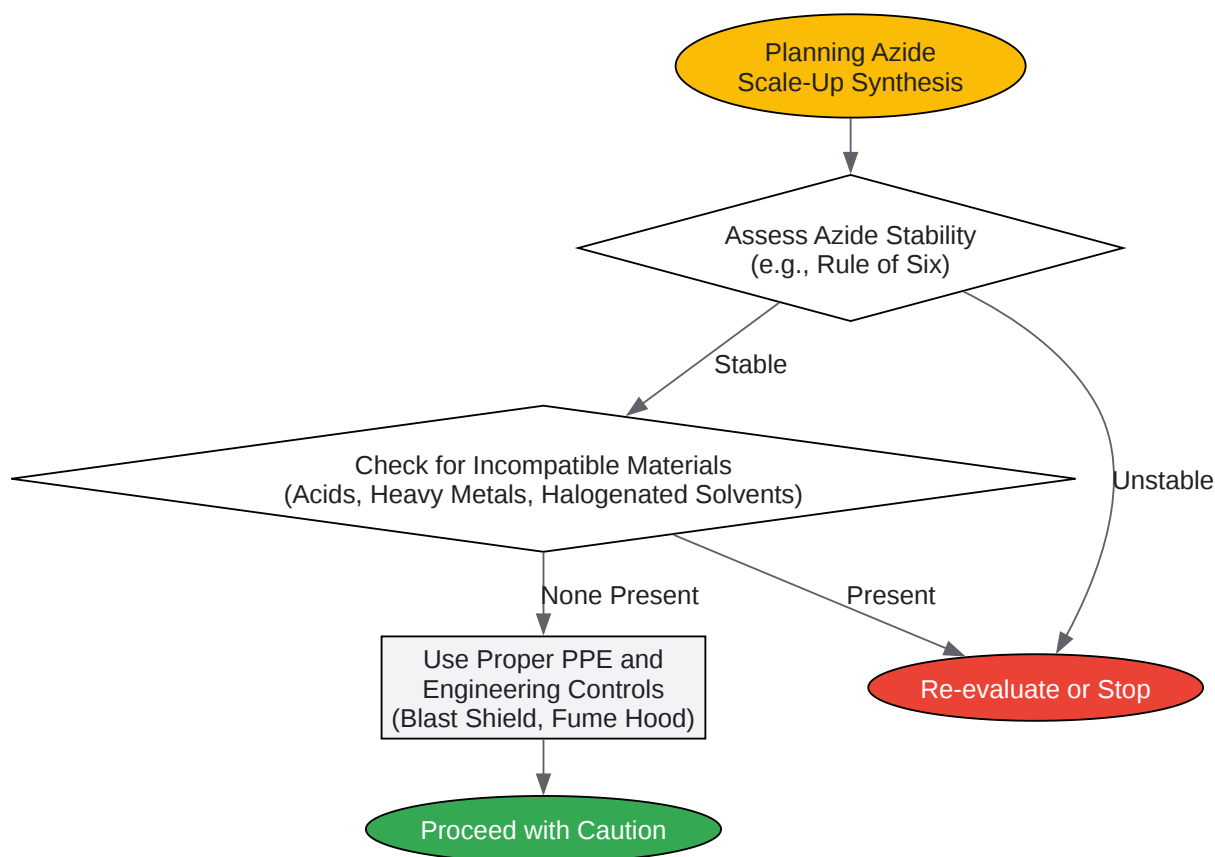 Planning Azide
Scale-Up Synthesis
Assess Azide Stability
(e.g., Rule of Six)
Stable
Check for Incompatible Materials
(Acids, Heavy Metals, Halogenated Solvents)
Unstable
None Present
Present
Use Proper PPE and
Engineering Controls
(Blast Shield, Fume Hood)
Re-evaluate or Stop
Proceed with Caution